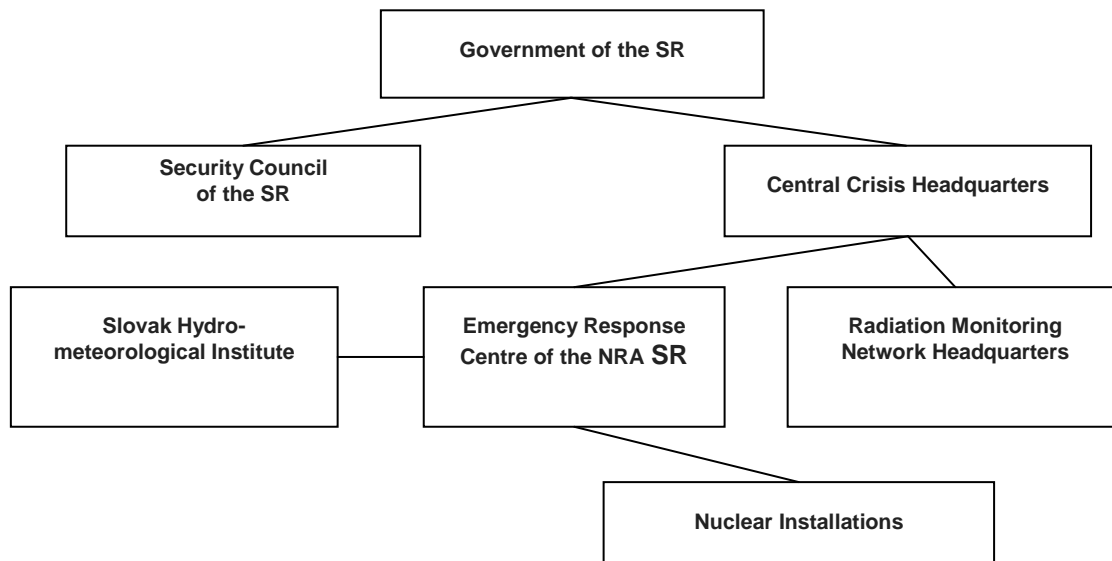 Government of the SR
Security Council
of the SR
Central Crisis Headquarters
Slovak Hydro-
meteorological Institute
Emergency Response
Centre of the NRA SR
Radiation Monitoring
Network Headquarters
Nuclear Installations